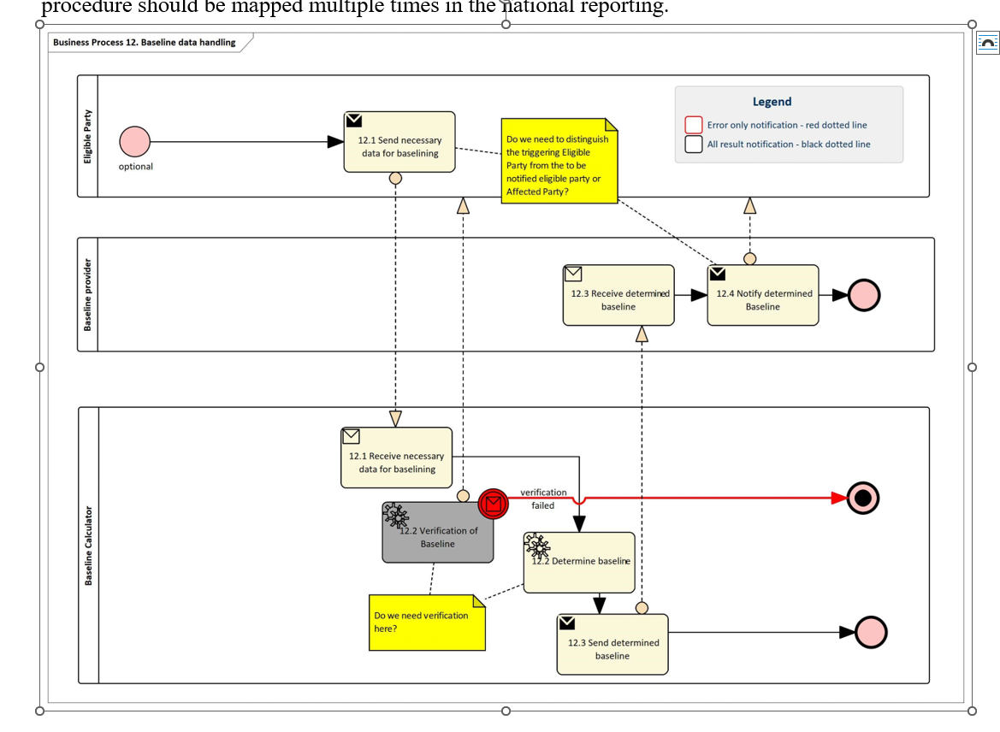 procedure should be mapped multiple times in the national reporting.
Business Process 12. Baseline data handling
Eligible Party
optional
12.1 Send necessary
data for baselining
Do we need to distinguish
the triggering Eligible
Party from the to be
notified eligible party or
Affected Party?
Legend
Error only notification - red dotted line
All result notification - black dotted line
Baseline provider
12.3 Receive determined
baseline
12.4 Notify determined
Baseline
Baseline Calculator
12.1 Receive necessary
data for baselining
verification
failed
12.2 Verification of
Baseline
12.2 Determine baseline
Do we need verification
here?
12.3 Send determined
baseline